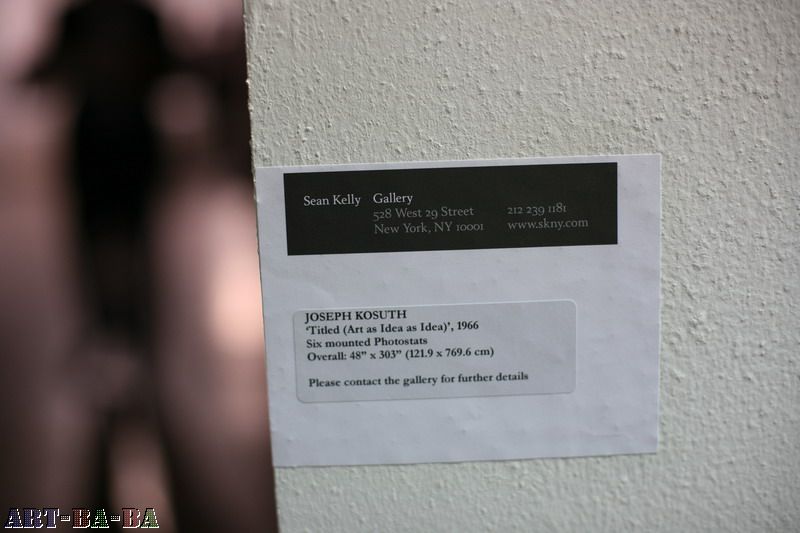 Sean Kelly Gallery
528 West 29 Street 212 239 1181
New York, NY 10001 www.skny.com
JOSEPH KOSUTH
‘Titled (Art as Idea as Idea)’, 1966
Six mounted Photostats
Overall: 48” x 303” (121.9 x 769.6 cm)
Please contact the gallery for further details
ART-BA-BA